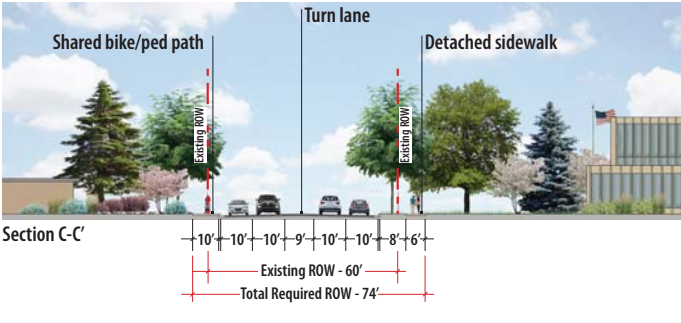 Turn lane
Shared bike/ped path
Detached sidewalk
Existing ROW
Existing ROW
Section C-C’
10’ 10’ 10’ 9’ 10’ 10’ 8’ 6’
Existing ROW - 60’
Total Required ROW - 74’